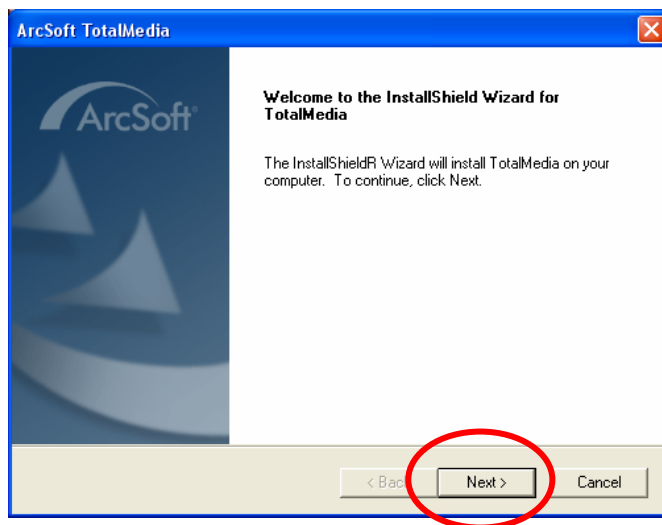 ArcSoft TotalMedia
ArcSoft
Welcome to the InstallShield Wizard for
TotalMedia
The InstallShieldR Wizard will install TotalMedia on your
computer. To continue, click Next.
< Bac
Next >
Cancel